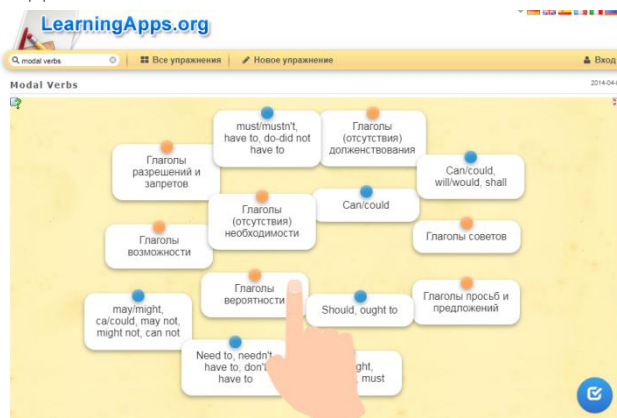 LearningApps.org
modal verbs
Все упражнения
Новое упражнение
Вход
Modal Verbs
must/mustn't,
have to, do-did not
have to
Глаголы
(отсутствия)
долженствования
Глаголы
разрешений и
запретов
Can/could,
will/would, shall
Глаголы
(отсутствия)
необходимости
Can/could
Глаголы
возможности
Глаголы советов
Глаголы
вероятности
Глаголы просьб и
предложений
may/might,
ca/could, may not,
might not, can not
Should, ought to
Need to, needn't
have to, don't
have to
must